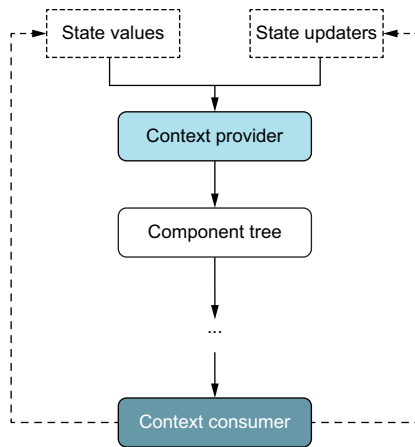 State values
State updaters
Context provider
Component tree
...
Context consumer